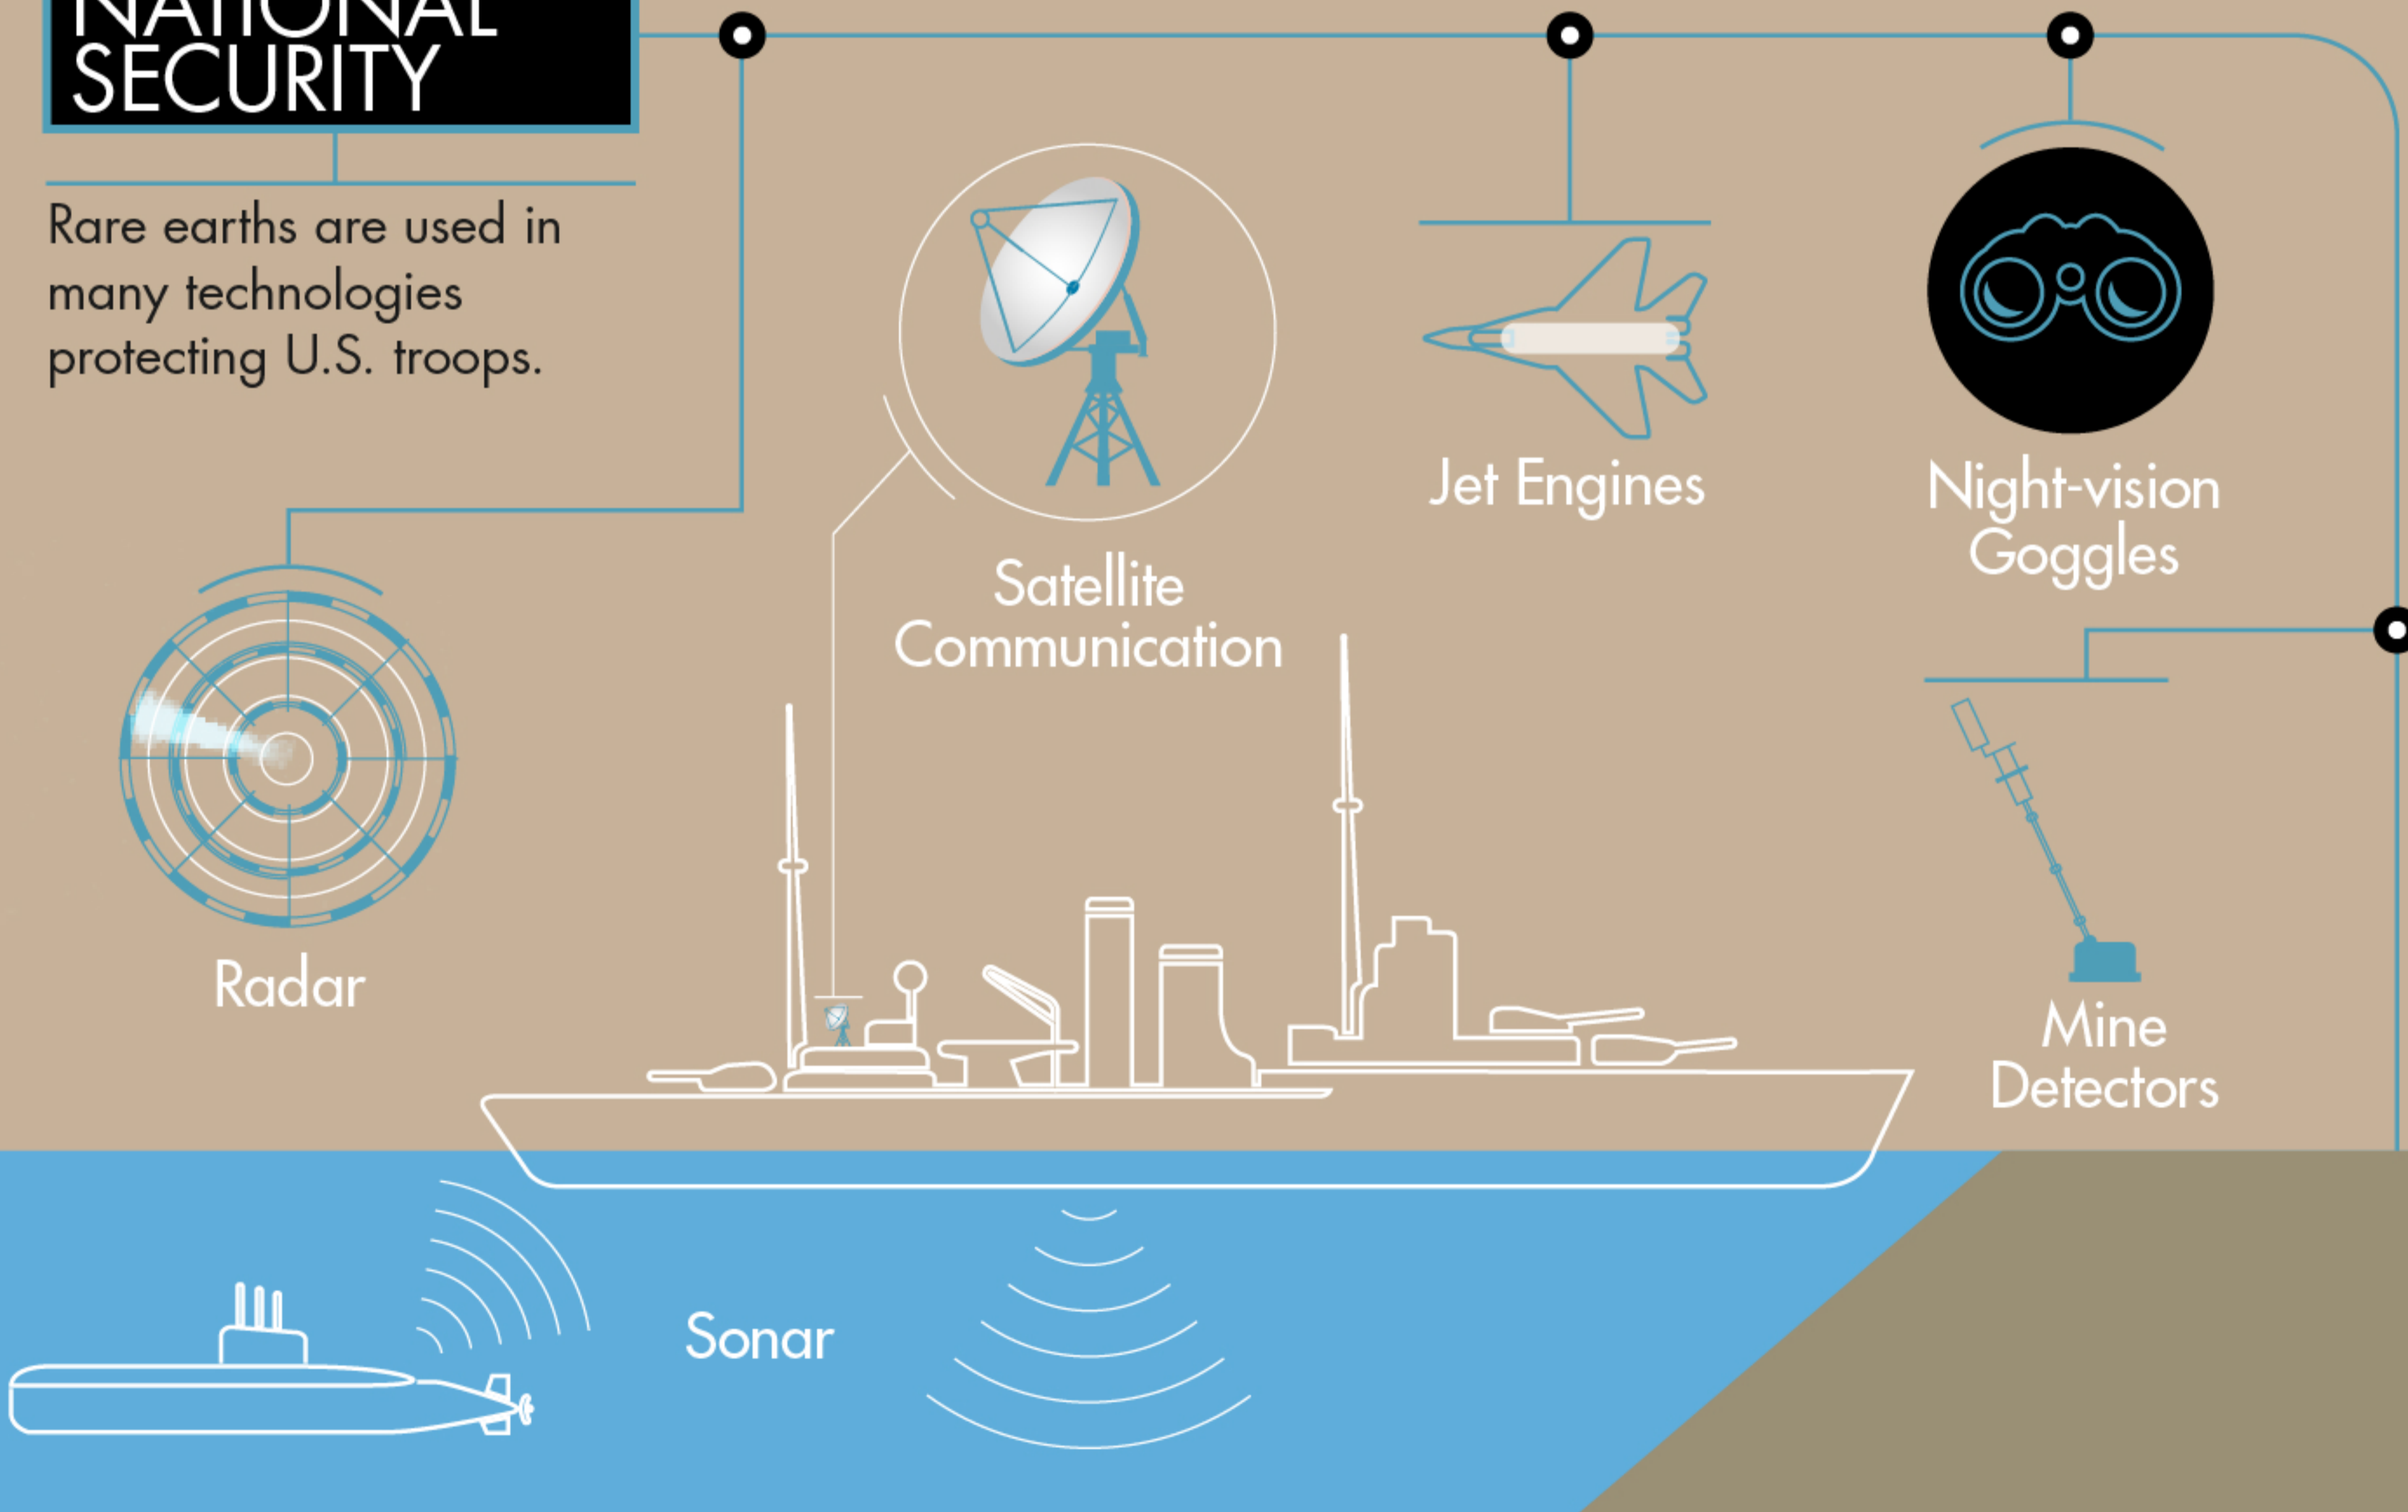 NATIONAL
SECURITY
Rare earths are used in
many technologies
protecting U.S. troops.
Satellite
Communication
Jet Engines
Night-vision
Goggles
Radar
Mine
Detectors
Sonar